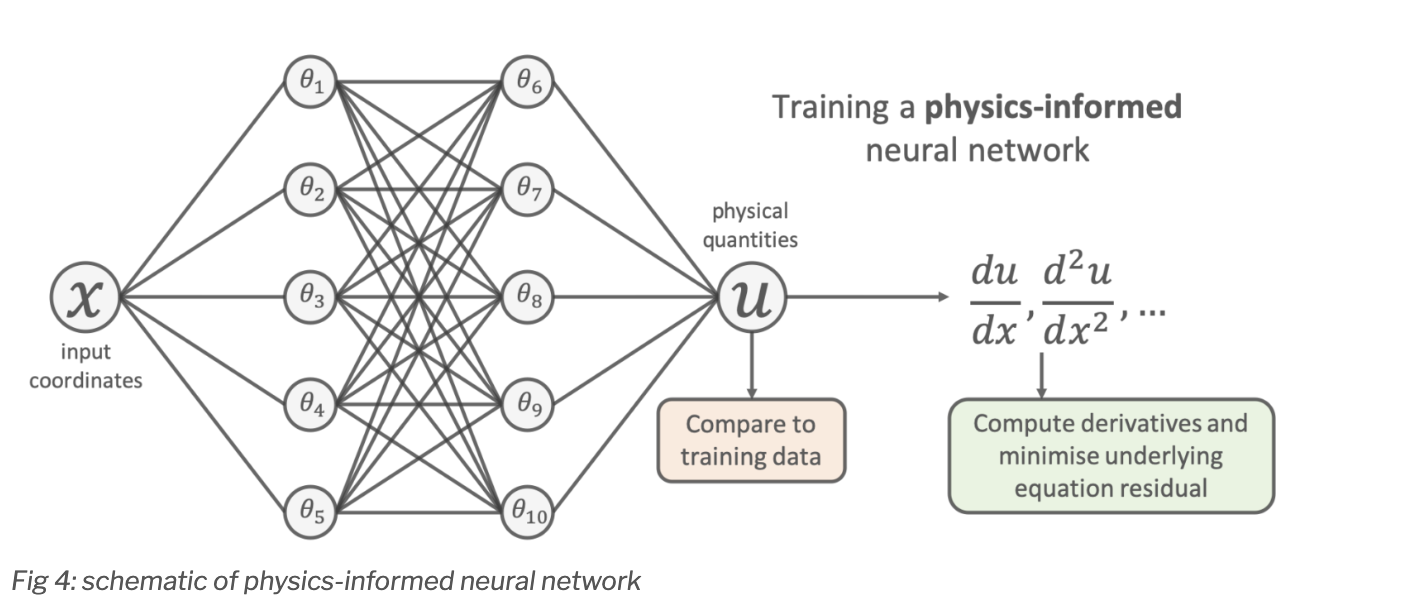 θ₁
θ₂
θ₃
θ₄
θ₅
θ₆
θ₇
θ₈
θ₉
θ₁₀
x
input
coordinates
physical
quantities
u
Compare to
training data
Training a physics-informed
neural network
du/dx, d²u/dx², ...
Compute derivatives and
minimise underlying
equation residual
Fig 4: schematic of physics-informed neural network